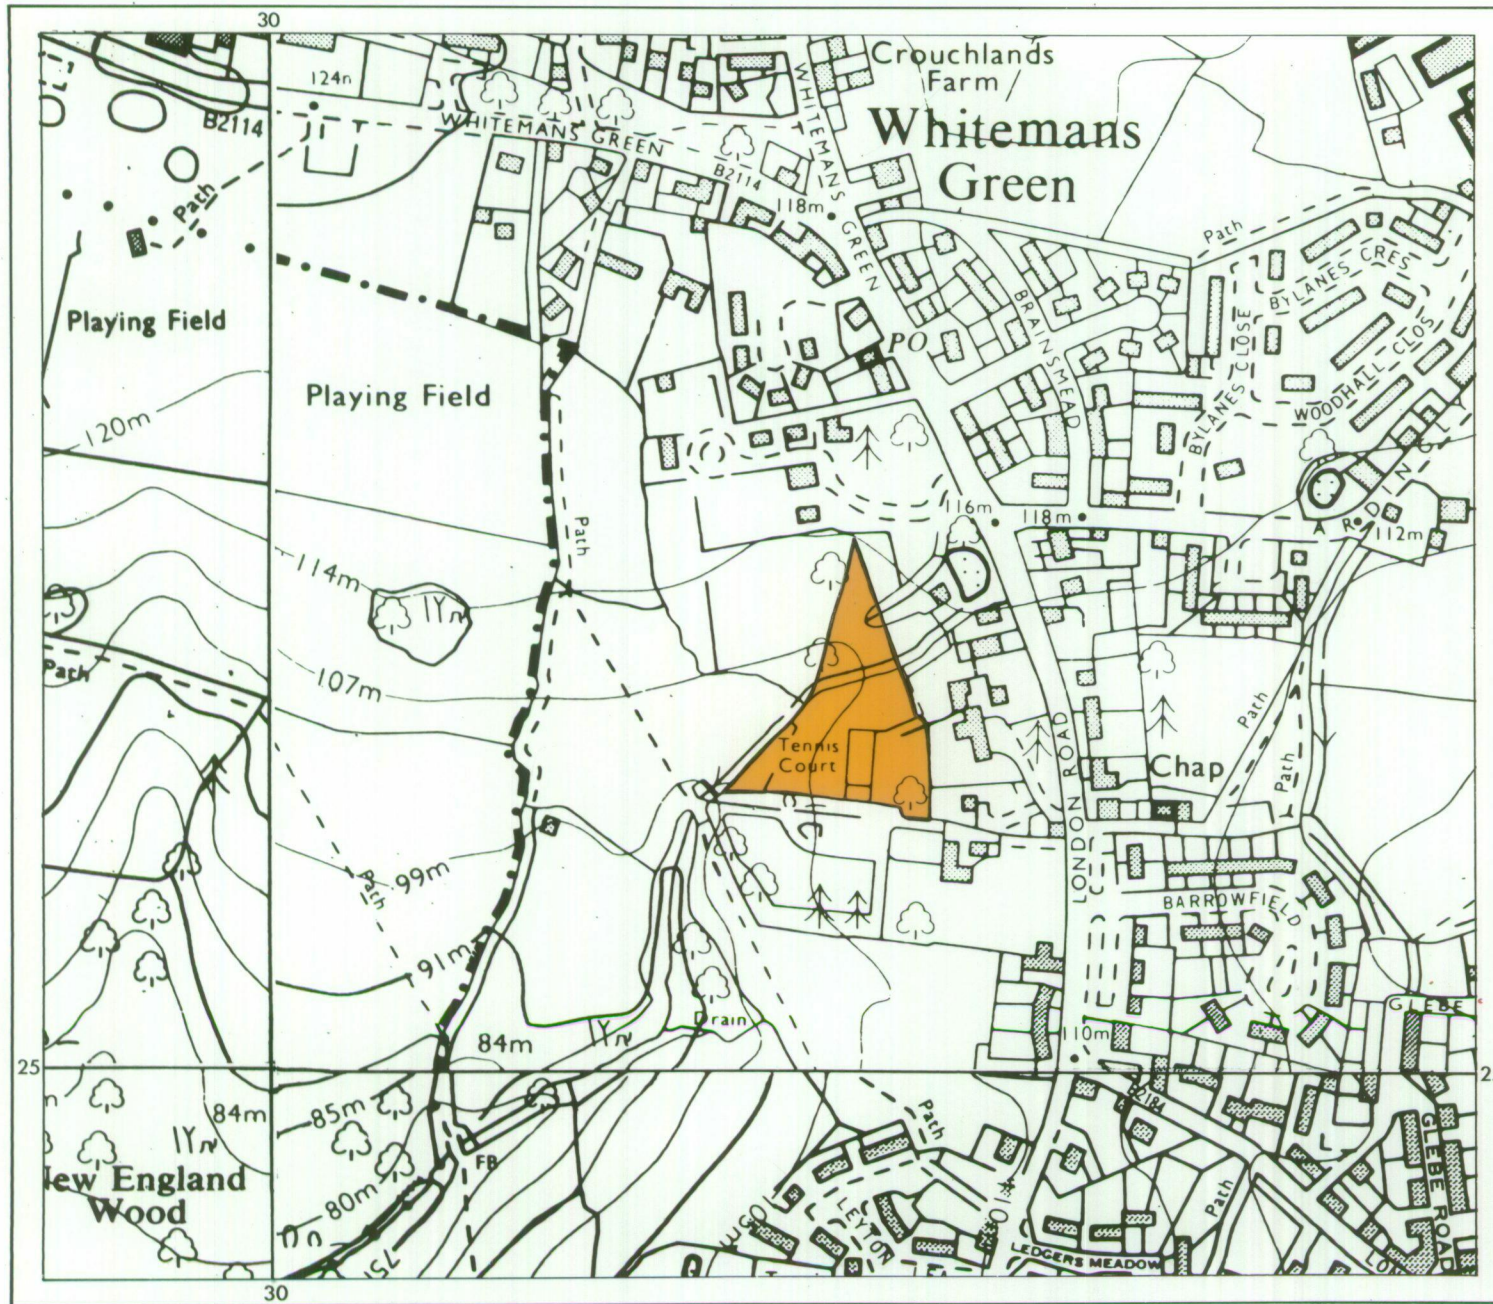 30
Crouchlands
Farm
124m
B2114
WHITEMANS GREEN
WHITEMANS GREEN
B2114
Whitemans
Green
118m
Path
Path
BYLANES CRES
Playing Field
BRAINSMEAD
PO
BYLANES CLOSE
WOODHALL CLOS
Playing Field
120m
116m
118m
112m
Path
114m
107m
Path
Path
Path
LONDON ROAD
Tennis
Court
Chap
99m
Path
BARROWFIELD
91m
GLEBE
Drain
84m
110m
25
84m
85m
B2184
Path
FB
New England
Wood
80m
Path
GLEBE ROAD
LEYTON
LEDGERS MEADOW
30